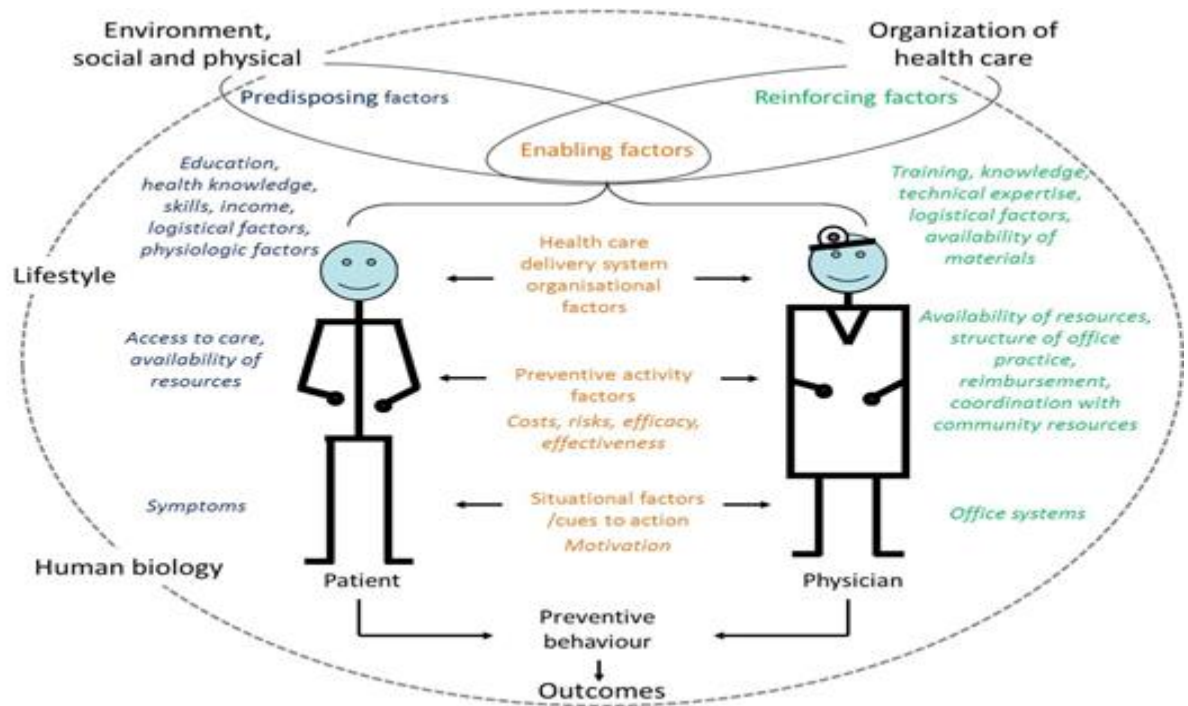 Environment,
social and physical
Organization of
health care
Predisposing factors
Reinforcing factors
Enabling factors
Education,
health knowledge,
skills, income,
logistical factors,
physiologic factors
Training, knowledge,
technical expertise,
logistical factors,
availability of
materials
Health care
delivery system
organisational
factors
Lifestyle
Access to care,
availability of
resources
Availability of resources,
structure of office
practice,
reimbursement,
coordination with
community resources
Preventive activity
factors
Costs, risks, efficacy,
effectiveness
Symptoms
Situational factors
/cues to action
Motivation
Office systems
Human biology
Patient
Physician
Preventive
behaviour
Outcomes